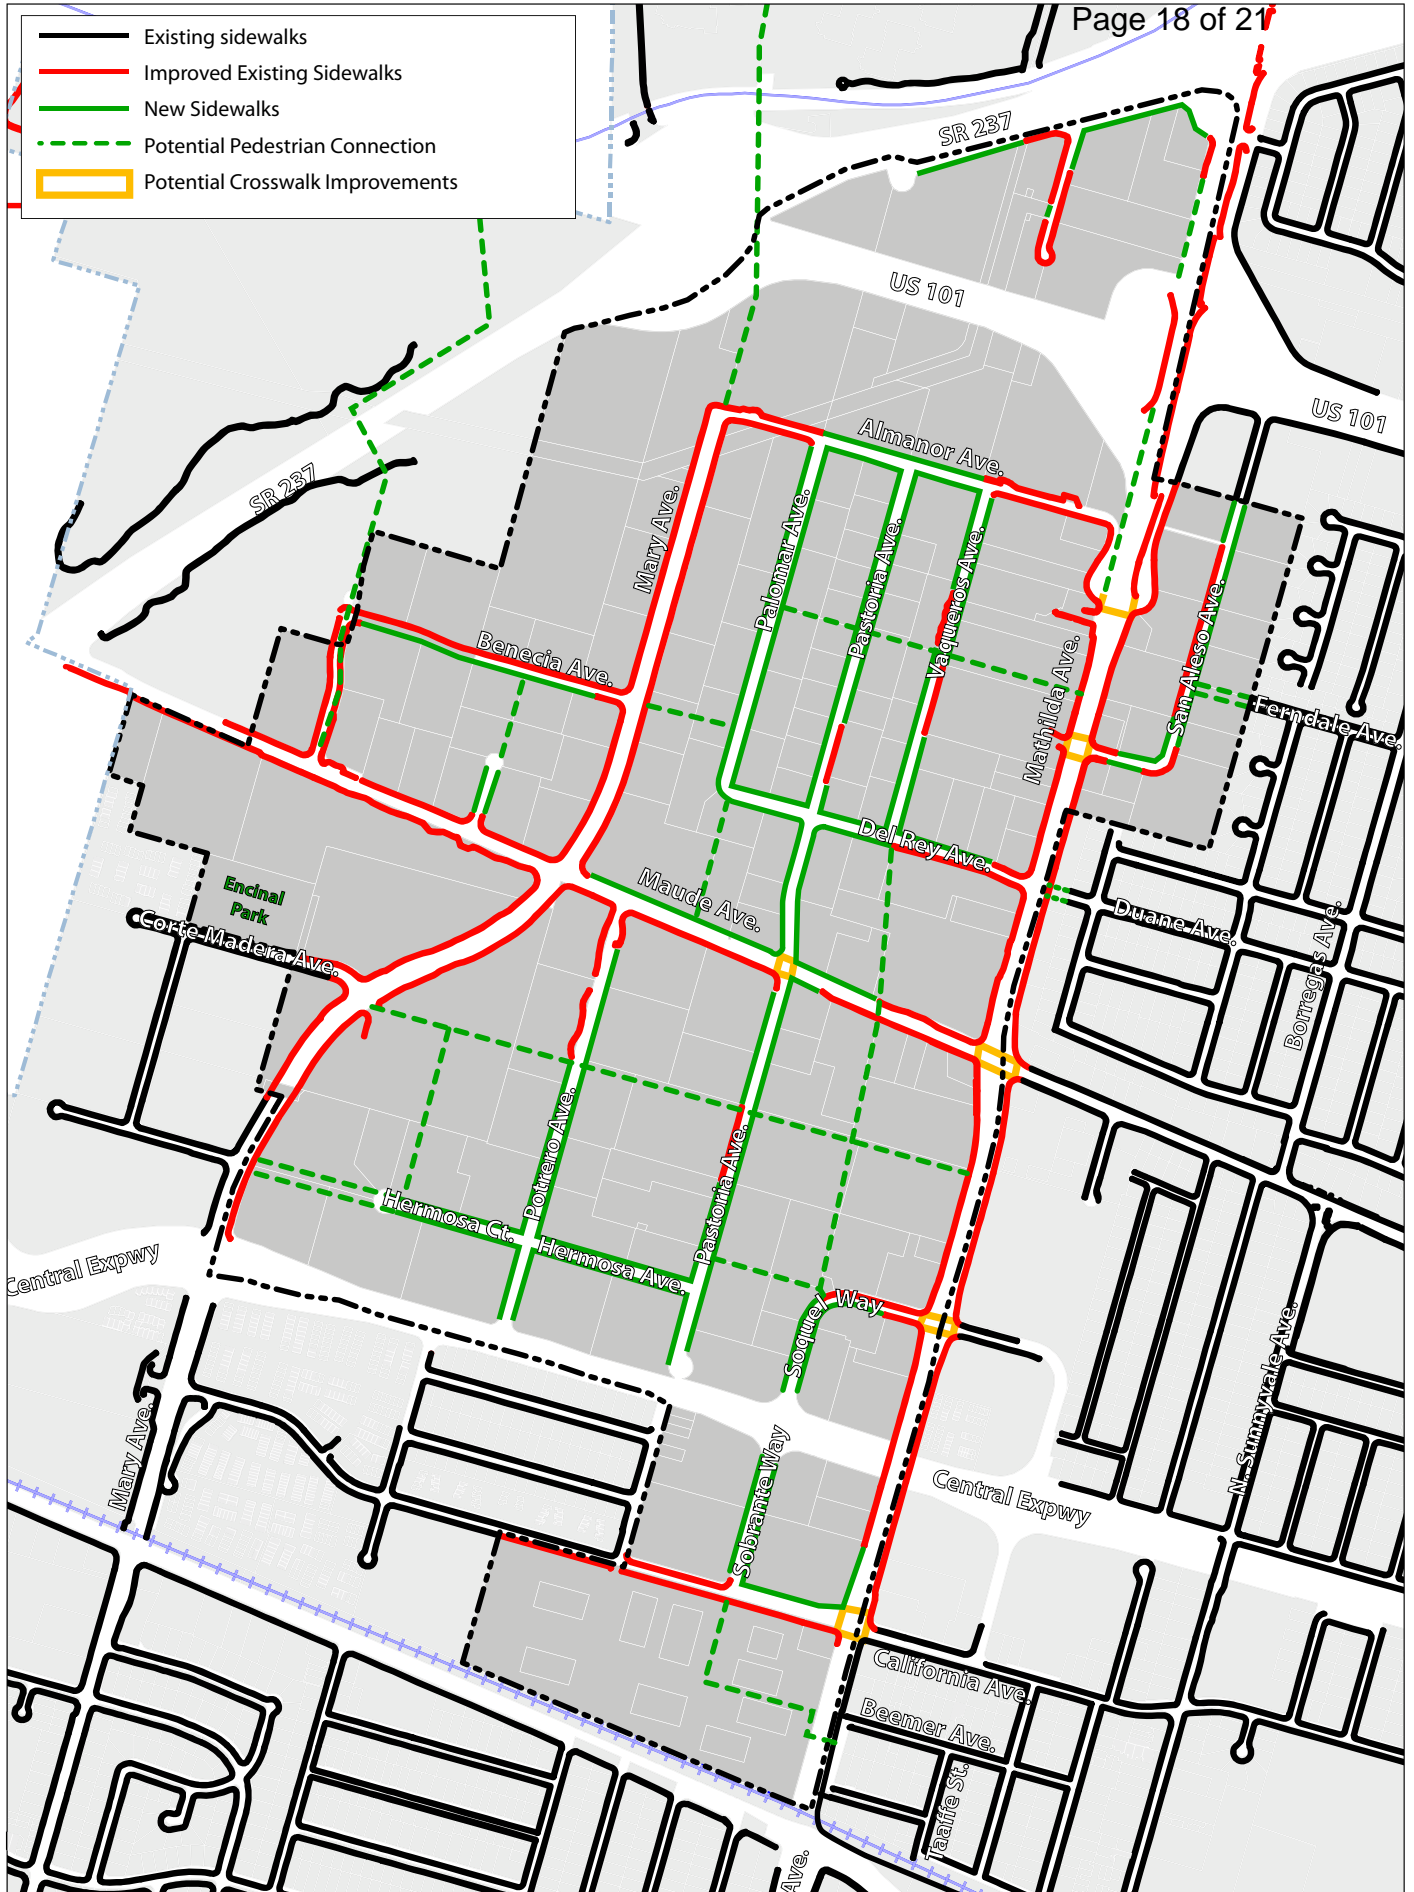 Page 18 of 21
Existing sidewalks
Improved Existing Sidewalks
New Sidewalks
Potential Pedestrian Connection
Potential Crosswalk Improvements
SR 237
US 101
US 101
Almanor Ave.
SR 237
Mary Ave.
Palomar Ave.
Pastoria Ave.
Vaqueros Ave.
San Aleso Ave.
Benecia Ave.
Mathilda Ave.
Ferndale Ave.
Del Rey Ave.
Maude Ave.
Encinal
Park
Duane Ave.
Corte Madera Ave.
Borregas Ave.
Potrero Ave.
Pastoria Ave.
Hermosa Ct.
Hermosa Ave.
Central Expwy
Soquel Way
N. Sunnyvale Ave.
Mary Ave.
Sobrante Way
Central Expwy
California Ave.
Beemer Ave.
Taaffe St.
Ave.